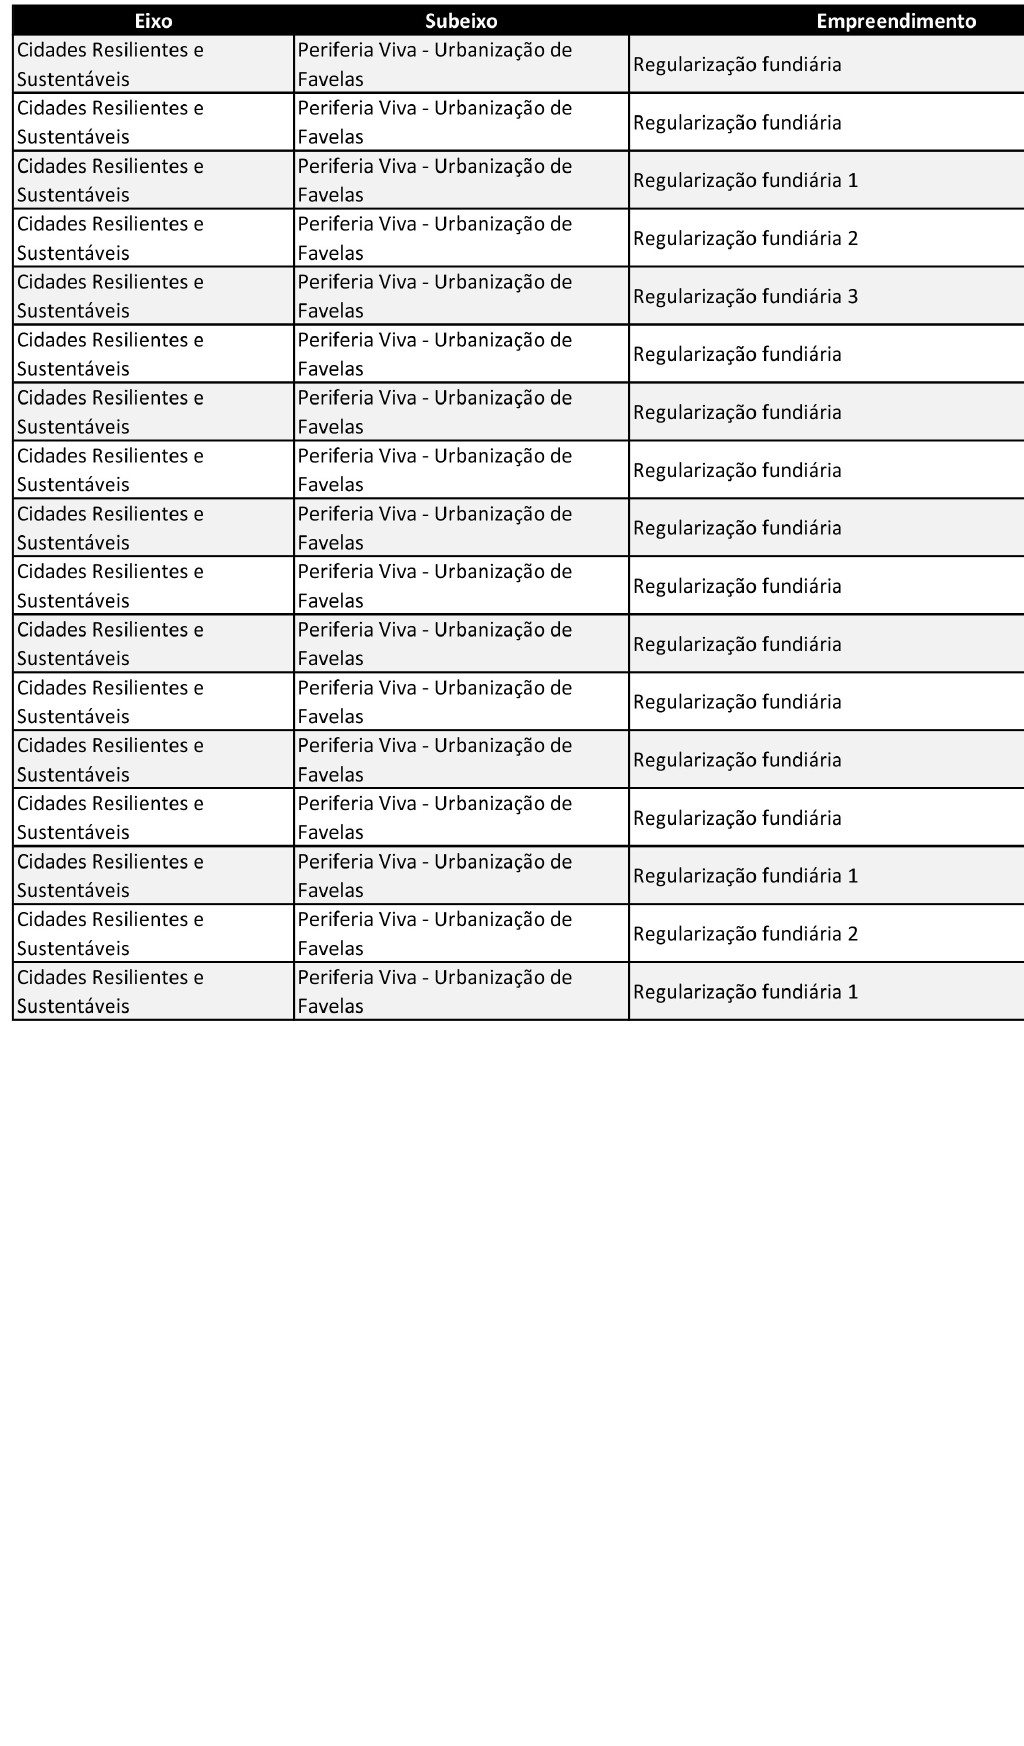 Eixo Subeixo Empreendimento
Cidades Resilientes e Sustentáveis Periferia Viva - Urbanização de Favelas Regularização fundiária
Cidades Resilientes e Sustentáveis Periferia Viva - Urbanização de Favelas Regularização fundiária
Cidades Resilientes e Sustentáveis Periferia Viva - Urbanização de Favelas Regularização fundiária 1
Cidades Resilientes e Sustentáveis Periferia Viva - Urbanização de Favelas Regularização fundiária 2
Cidades Resilientes e Sustentáveis Periferia Viva - Urbanização de Favelas Regularização fundiária 3
Cidades Resilientes e Sustentáveis Periferia Viva - Urbanização de Favelas Regularização fundiária
Cidades Resilientes e Sustentáveis Periferia Viva - Urbanização de Favelas Regularização fundiária
Cidades Resilientes e Sustentáveis Periferia Viva - Urbanização de Favelas Regularização fundiária
Cidades Resilientes e Sustentáveis Periferia Viva - Urbanização de Favelas Regularização fundiária
Cidades Resilientes e Sustentáveis Periferia Viva - Urbanização de Favelas Regularização fundiária
Cidades Resilientes e Sustentáveis Periferia Viva - Urbanização de Favelas Regularização fundiária
Cidades Resilientes e Sustentáveis Periferia Viva - Urbanização de Favelas Regularização fundiária
Cidades Resilientes e Sustentáveis Periferia Viva - Urbanização de Favelas Regularização fundiária
Cidades Resilientes e Sustentáveis Periferia Viva - Urbanização de Favelas Regularização fundiária
Cidades Resilientes e Sustentáveis Periferia Viva - Urbanização de Favelas Regularização fundiária 1
Cidades Resilientes e Sustentáveis Periferia Viva - Urbanização de Favelas Regularização fundiária 2
Cidades Resilientes e Sustentáveis Periferia Viva - Urbanização de Favelas Regularização fundiária 1